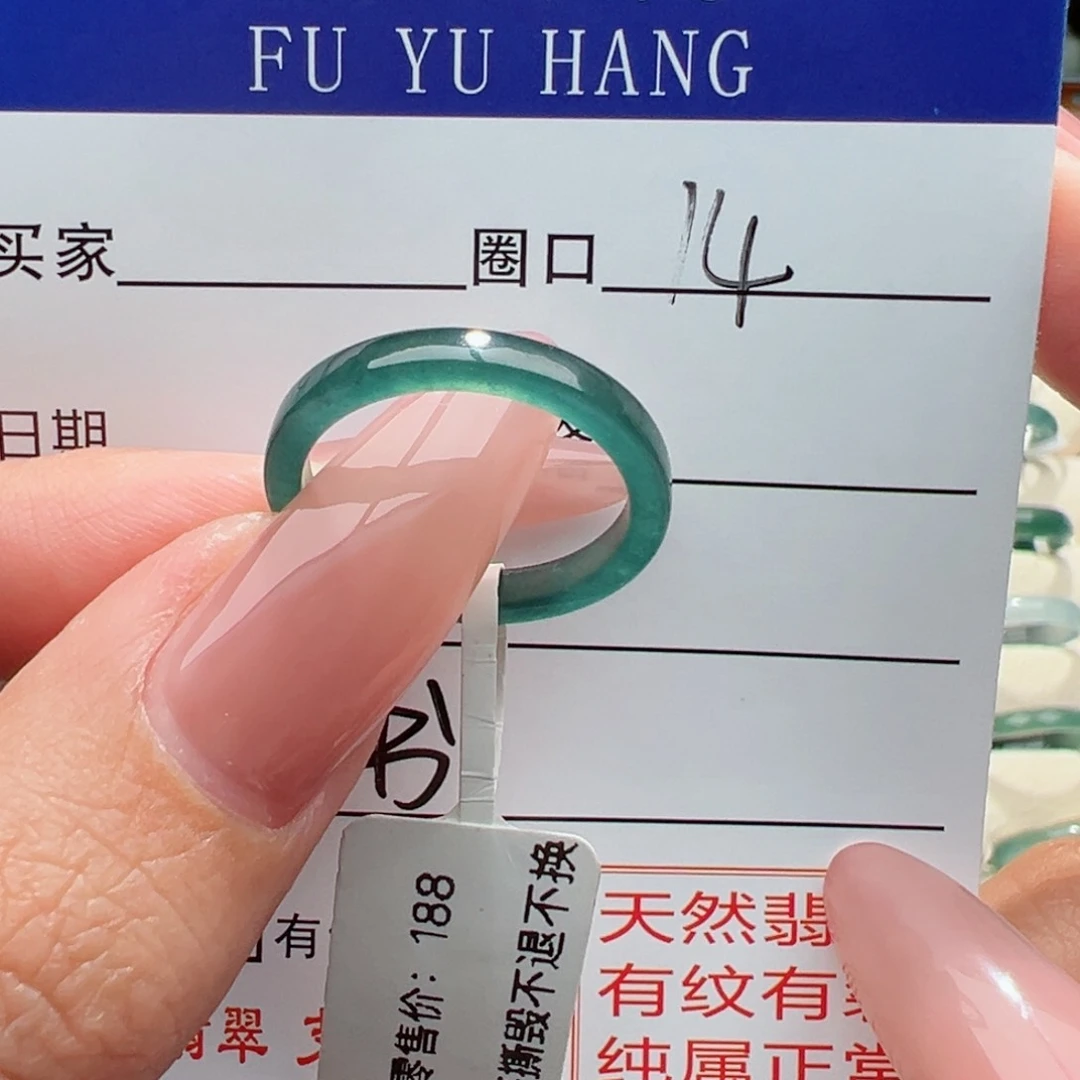 FU YU HANG
买家 圈口 14
日期
有
翡翠
天然翡
有纹有
纯属正常
零售价：188
撕毁不退不换